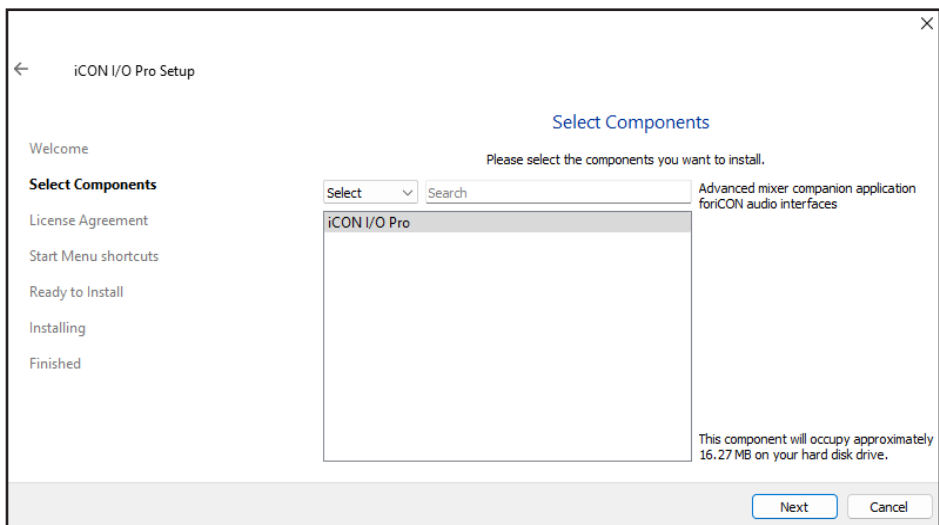 iCON I/O Pro Setup
Select Components
Welcome
Please select the components you want to install.
Select Components
Select
Search
Advanced mixer companion application
foriCON audio interfaces
License Agreement
iCON I/O Pro
Start Menu shortcuts
Ready to Install
Installing
Finished
This component will occupy approximately
16.27 MB on your hard disk drive.
Next
Cancel